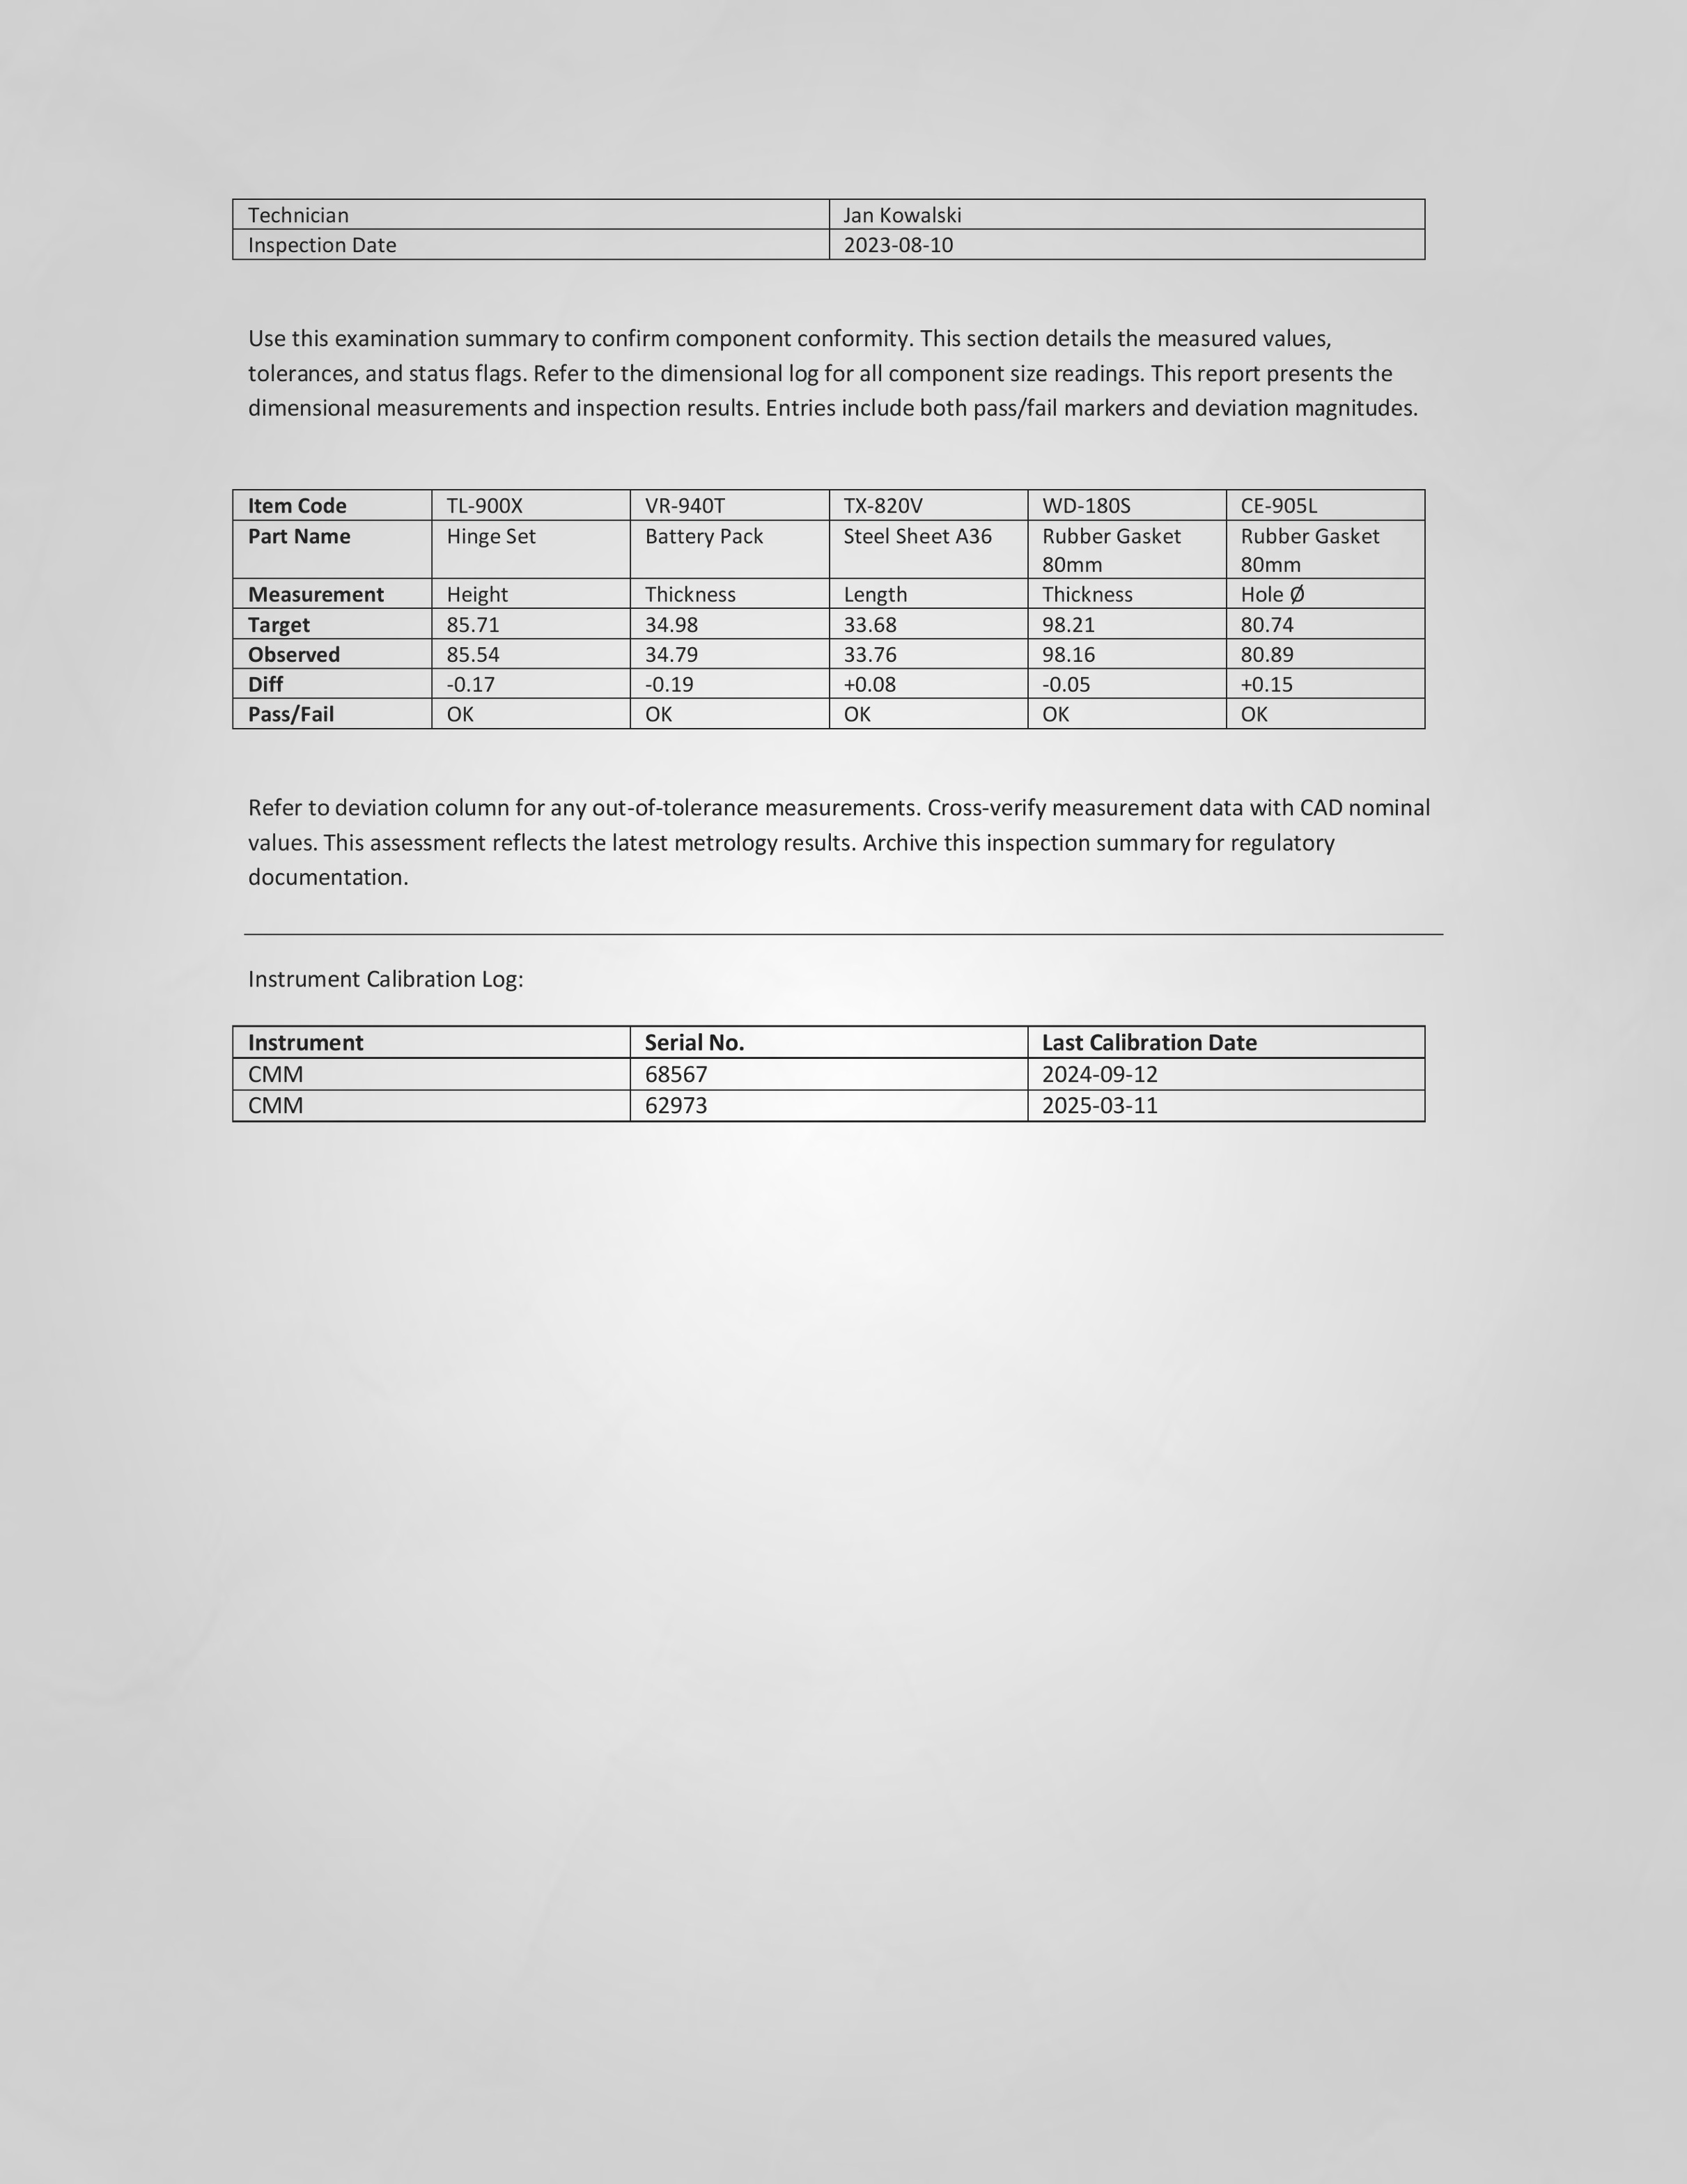 Technician Jan Kowalski
Inspection Date 2023-08-10
Use this examination summary to confirm component conformity. This section details the measured values,
tolerances, and status flags. Refer to the dimensional log for all component size readings. This report presents the
dimensional measurements and inspection results. Entries include both pass/fail markers and deviation magnitudes.
Item Code TL-900X VR-940T TX-820V WD-180S CE-905L
Part Name Hinge Set Battery Pack Steel Sheet A36 Rubber Gasket Rubber Gasket
80mm 80mm
Measurement Height Thickness Length Thickness Hole Ø
Target 85.71 34.98 33.68 98.21 80.74
Observed 85.54 34.79 33.76 98.16 80.89
Diff -0.17 -0.19 +0.08 -0.05 +0.15
Pass/Fail OK OK OK OK OK
Refer to deviation column for any out-of-tolerance measurements. Cross-verify measurement data with CAD nominal
values. This assessment reflects the latest metrology results. Archive this inspection summary for regulatory
documentation.
Instrument Calibration Log:
Instrument Serial No. Last Calibration Date
CMM 68567 2024-09-12
CMM 62973 2025-03-11